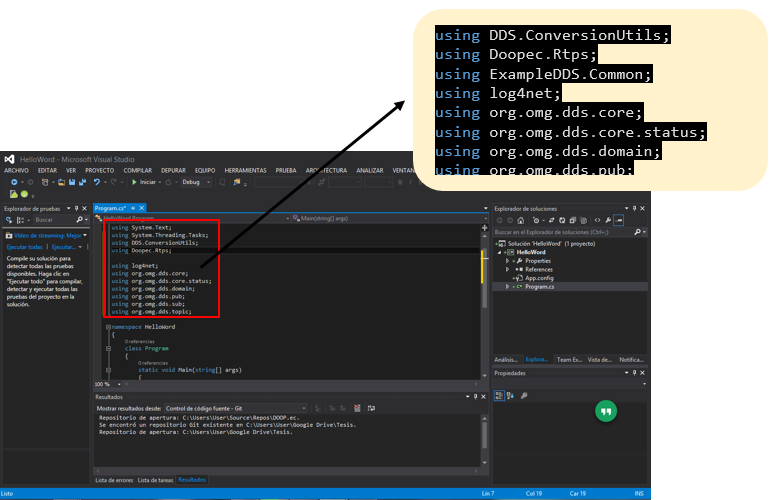 using DDS.ConversionUtils;
using Doopec.Rtps;
using ExampleDDS.Common;
using log4net;
using org.omg.dds.core;
using org.omg.dds.core.status;
using org.omg.dds.domain;
using org.omg.dds.pub;
HelloWord - Microsoft Visual Studio
ARCHIVO EDITAR VER PROYECTO COMPILAR DEPURAR EQUIPO HERRAMIENTAS PRUEBA ARQUITECTURA ANALIZAR VENTAN
Iniciar Debug
Explorador de pruebas
Buscar
Vídeo de streaming: Mejor
Ejecutar todas | Ejecutar...
Compile su solución para
detectar todas las pruebas
disponibles. Haga clic en
"Ejecutar todo" para compilar,
detectar y ejecutar todas las
pruebas del proyecto en la
solución.
Program.cs*
HelloWord.Program
Main(string[] args)
using System.Text;
using System.Threading.Tasks;
using DDS.ConversionUtils;
using Doopec.Rtps;
using log4net;
using org.omg.dds.core;
using org.omg.dds.core.status;
using org.omg.dds.domain;
using org.omg.dds.pub;
using org.omg.dds.sub;
using org.omg.dds.topic;
namespace HelloWord
{
0 referencias
class Program
{
0 referencias
static void Main(string[] args)
{
100 %
Resultados
Mostrar resultados desde: Control de código fuente - Git
Repositorio de apertura: C:\Users\User\Source\Repos\DOOP.ec.
Se encontró un repositorio Git existente en C:\Users\User\Google Drive\Tesis.
Repositorio de apertura: C:\Users\User\Google Drive\Tesis.
Lista de errores Lista de tareas Resultados
Explorador de soluciones
Buscar en el Explorador de soluciones (Ctrl+;)
Solución 'HelloWord' (1 proyecto)
HelloWord
Properties
References
App.config
Program.cs
Análisis... Explora... Team Ex... Vista de... Notifica...
Propiedades
Listo Lín 7 Col 19 Car 19 INS